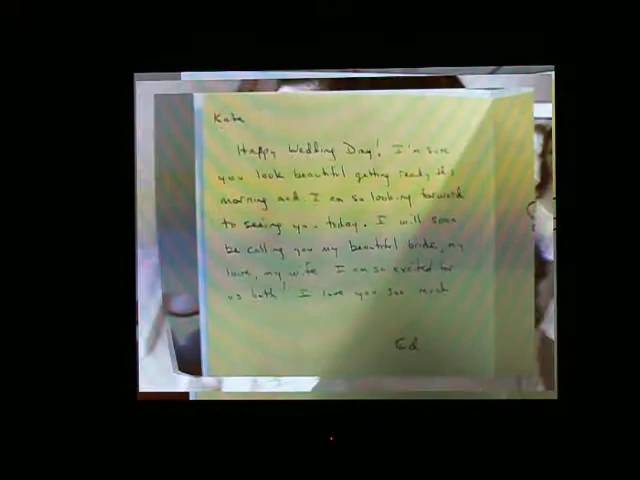 Kate
Happy Wedding Day! I'm sure
you look beautiful getting ready this
morning and I am so looking forward
to seeing you today. I will soon
be calling you my beautiful bride, my
love, my wife I am so excited for
us both! I love you soo much
Ed